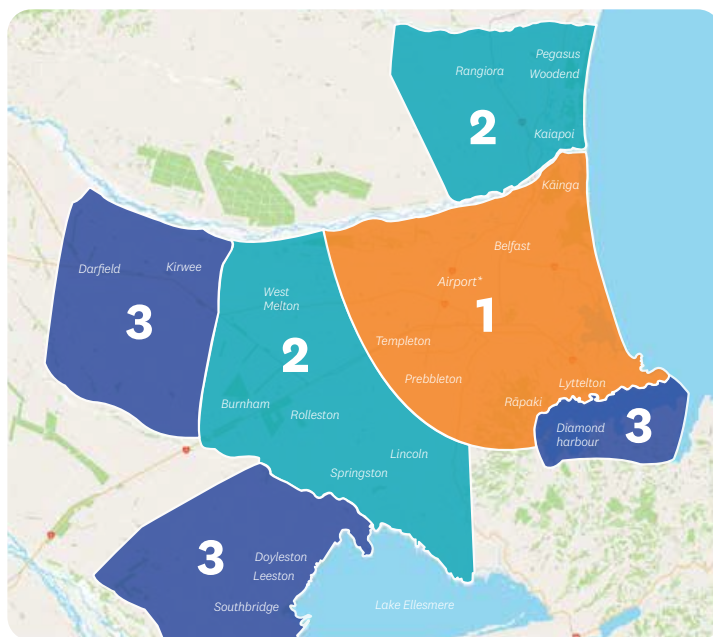 Pegasus
Rangiora
Woodend
2
Kaiapoi
Kāinga
Belfast
Darfield
Kirwee
Airport*
West
Melton
3
1
2
Templeton
Prebbleton
Lyttelton
Burnham
Rāpaki
Rolleston
Diamond
harbour
3
Lincoln
Springston
3
Doyleston
Leeston
Southbridge
Lake Ellesmere